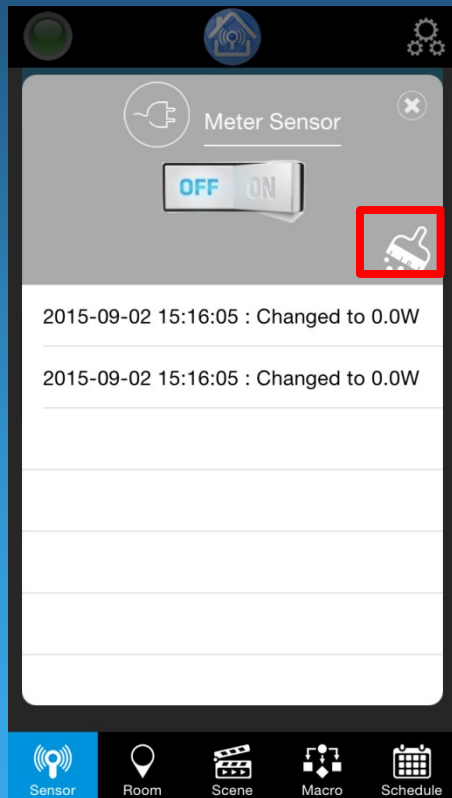 Meter Sensor
OFF ON
2015-09-02 15:16:05 : Changed to 0.0W
2015-09-02 15:16:05 : Changed to 0.0W
Sensor Room Scene Macro Schedule